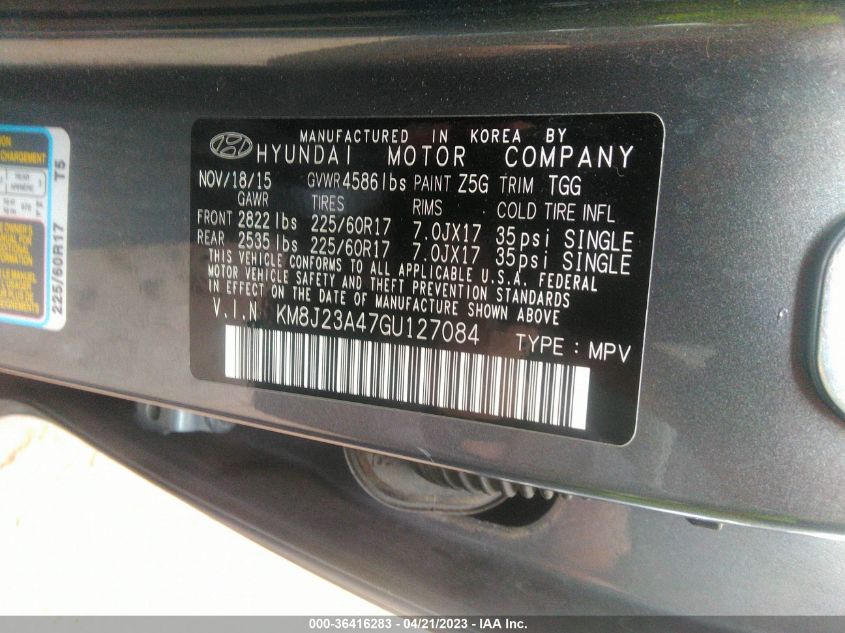 MANUFACTURED IN KOREA BY
HYUNDAI MOTOR COMPANY
NOV/18/15 GVWR 4586 lbs PAINT Z5G TRIM TGG
GAWR TIRES RIMS COLD TIRE INFL
FRONT 2822 lbs 225/60R17 7.0JX17 35psi SINGLE
REAR 2535 lbs 225/60R17 7.0JX17 35psi SINGLE
THIS VEHICLE CONFORMS TO ALL APPLICABLE U.S.A. FEDERAL
MOTOR VEHICLE SAFETY AND THEFT PREVENTION STANDARDS
IN EFFECT ON THE DATE OF MANUFACTURE SHOWN ABOVE
V.I.N KM8J23A47GU127084
TYPE : MPV
CHARGEMENT
REAR
ARRIÈRE
T5
225/60R17
000-36416283 - 04/21/2023 - IAA Inc.